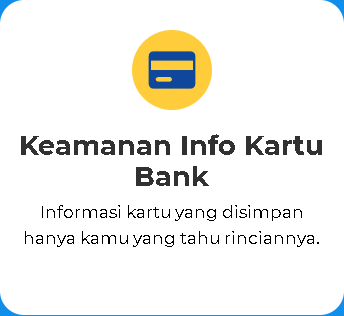 Keamanan Info Kartu
Bank
Informasi kartu yang disimpan
hanya kamu yang tahu rinciannya.